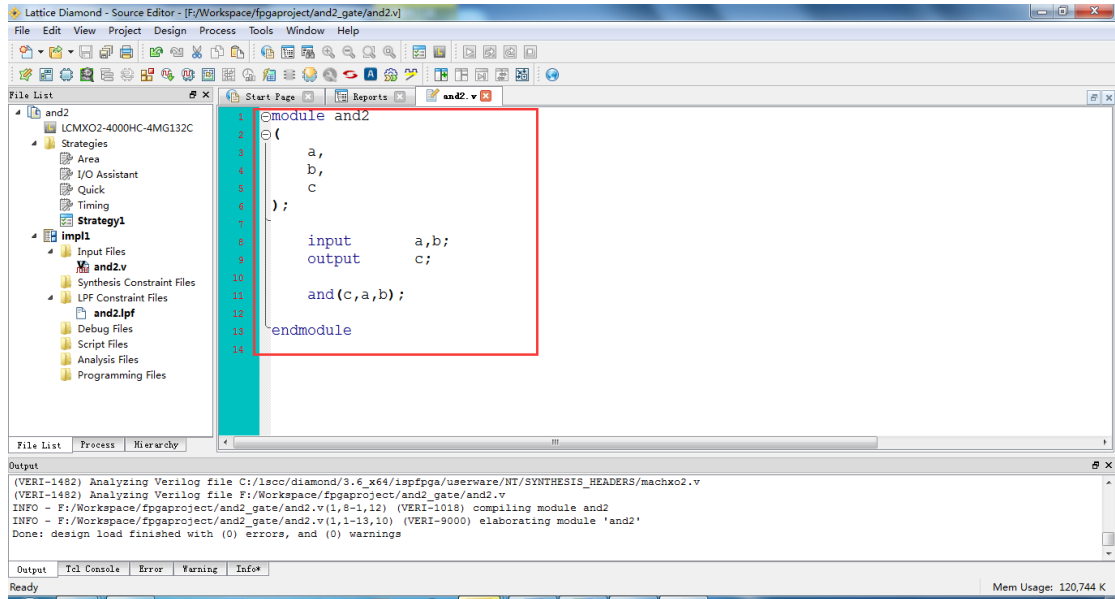 Lattice Diamond - Source Editor - [F:/Workspace/fpgaproject/and2_gate/and2.v]
File Edit View Project Design Process Tools Window Help
File List
Start Page Reports and2.v
and2
LCMXO2-4000HC-4MG132C
Strategies
Area
I/O Assistant
Quick
Timing
Strategy1
impl1
Input Files
and2.v
Synthesis Constraint Files
LPF Constraint Files
and2.lpf
Debug Files
Script Files
Analysis Files
Programming Files
1 module and2
2 (
3 a,
4 b,
5 c
6 );
7
8 input a,b;
9 output c;
10
11 and(c,a,b);
12
13 endmodule
14
File List Process Hierarchy
Output
(VERI-1482) Analyzing Verilog file C:/lscc/diamond/3.6_x64/ispfpga/userware/NT/SYNTHESIS_HEADERS/machxo2.v
(VERI-1482) Analyzing Verilog file F:/Workspace/fpgaproject/and2_gate/and2.v
INFO - F:/Workspace/fpgaproject/and2_gate/and2.v(1,8-1,12) (VERI-1018) compiling module and2
INFO - F:/Workspace/fpgaproject/and2_gate/and2.v(1,1-13,10) (VERI-9000) elaborating module 'and2'
Done: design load finished with (0) errors, and (0) warnings
Output Tcl Console Error Warning Info*
Ready Mem Usage: 120,744 K